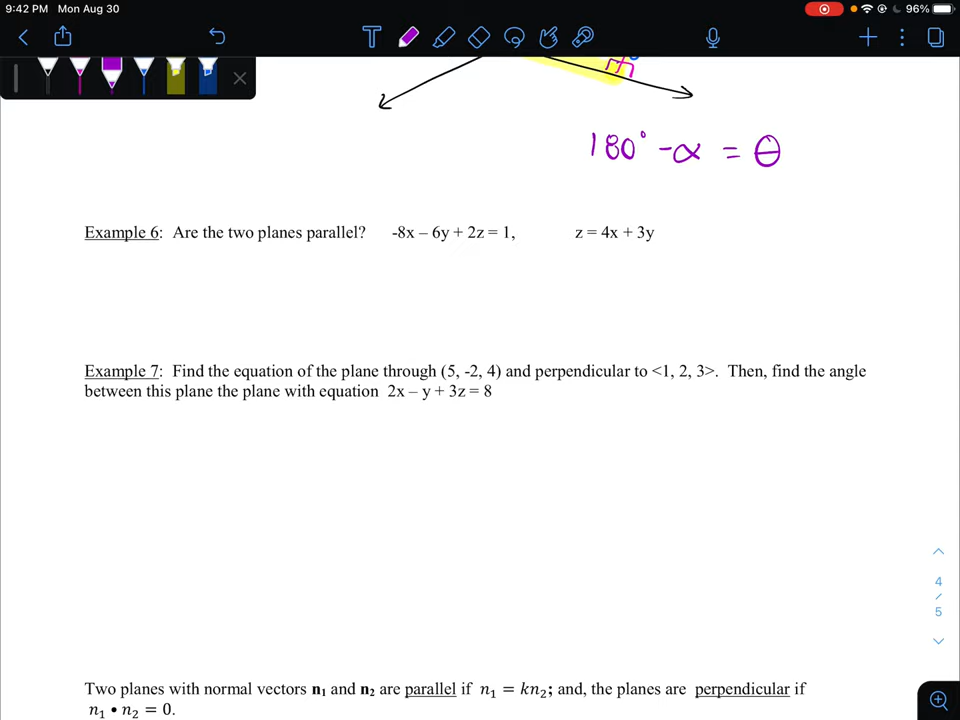 9:42 PM Mon Aug 30 96%
180° -α = θ
Example 6: Are the two planes parallel? -8x – 6y + 2z = 1, z = 4x + 3y
Example 7: Find the equation of the plane through (5, -2, 4) and perpendicular to <1, 2, 3>. Then, find the angle
between this plane the plane with equation 2x – y + 3z = 8
4
/
5
Two planes with normal vectors n₁ and n₂ are parallel if n₁ = kn₂; and, the planes are perpendicular if
n₁ • n₂ = 0.